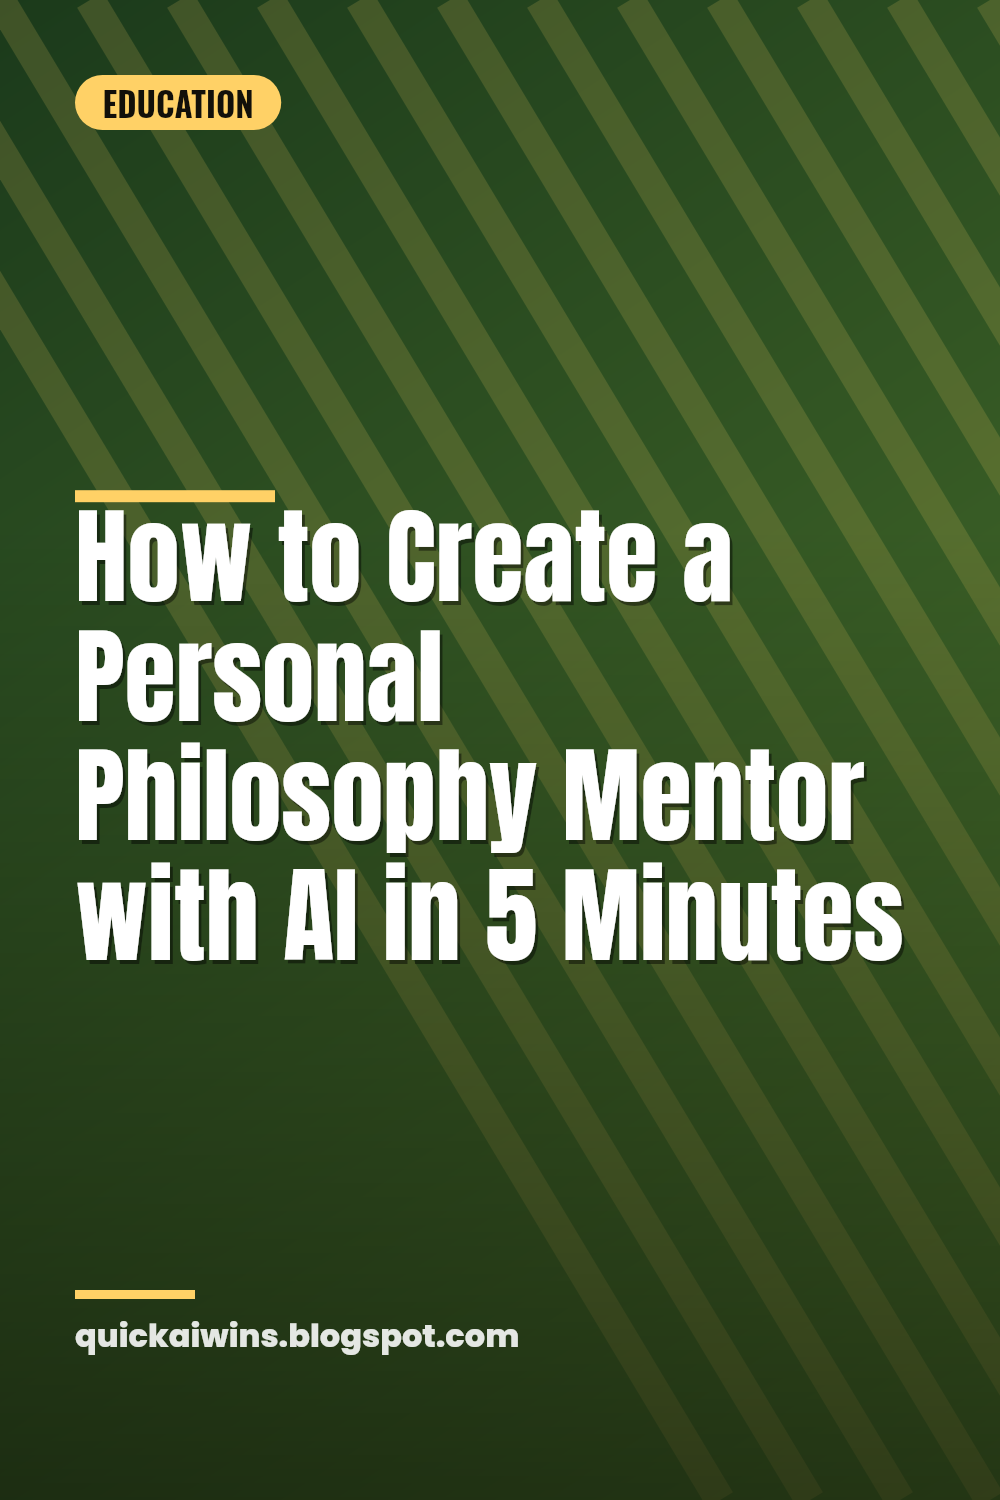 EDUCATION
How to Create a
Personal
Philosophy Mentor
with AI in 5 Minutes
quickaiwins.blogspot.com